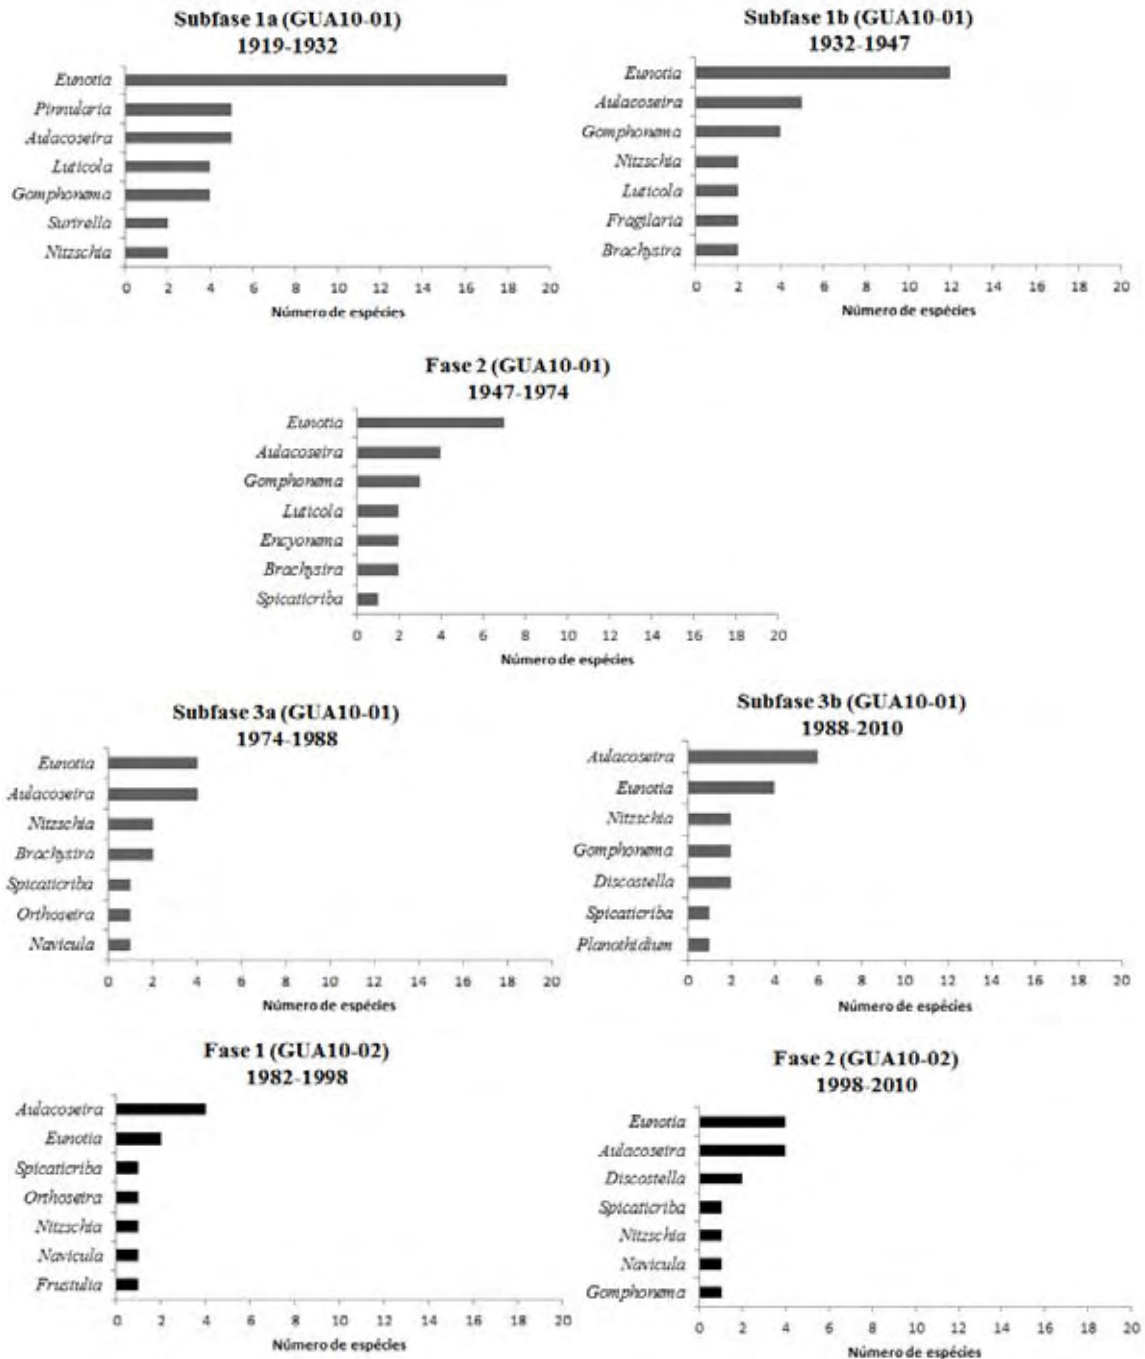 Subfase 1a (GUA10-01)
1919-1932
Eunotia
Pinnularia
Aulacoseira
Luticola
Gomphonema
Surirella
Nitzschia
0 2 4 6 8 10 12 14 16 18 20
Número de espécies
Subfase 1b (GUA10-01)
1932-1947
Eunotia
Aulacoseira
Gomphonema
Nitzschia
Luticola
Fragilaria
Brachysira
0 2 4 6 8 10 12 14 16 18 20
Número de espécies
Fase 2 (GUA10-01)
1947-1974
Eunotia
Aulacoseira
Gomphonema
Luticola
Encyonema
Brachysira
Spicaticriba
0 2 4 6 8 10 12 14 16 18 20
Número de espécies
Subfase 3a (GUA10-01)
1974-1988
Eunotia
Aulacoseira
Nitzschia
Brachysira
Spicaticriba
Orthoseira
Navicula
0 2 4 6 8 10 12 14 16 18 20
Número de espécies
Subfase 3b (GUA10-01)
1988-2010
Aulacoseira
Eunotia
Nitzschia
Gomphonema
Discostella
Spicaticriba
Planothidium
0 2 4 6 8 10 12 14 16 18 20
Número de espécies
Fase 1 (GUA10-02)
1982-1998
Aulacoseira
Eunotia
Spicaticriba
Orthoseira
Nitzschia
Navicula
Frustulia
0 2 4 6 8 10 12 14 16 18 20
Número de espécies
Fase 2 (GUA10-02)
1998-2010
Eunotia
Aulacoseira
Discostella
Spicaticriba
Nitzschia
Navicula
Gomphonema
0 2 4 6 8 10 12 14 16 18 20
Número de espécies